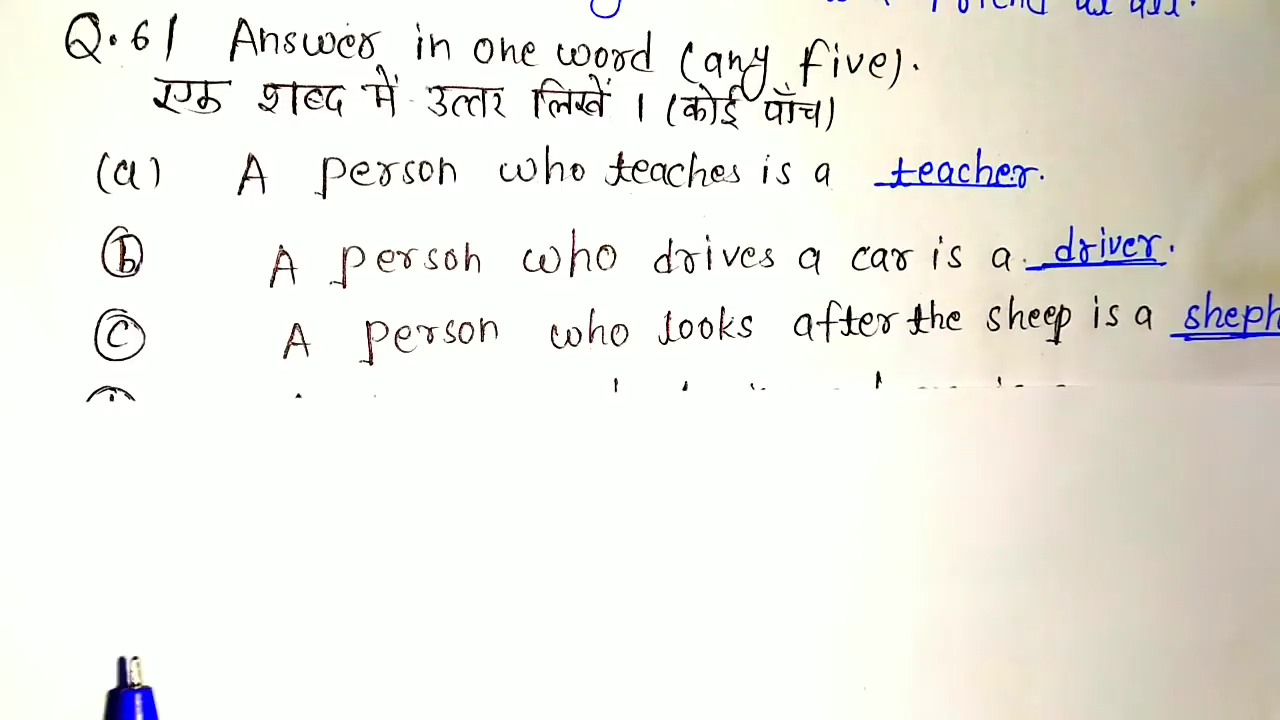 Q.6/ Answer in one word (any five).
एक शब्द में उत्तर लिखें । (कोई पाँच)
(a) A person who teaches is a teacher.
(b) A person who drives a car is a driver.
(c) A person who looks after the sheep is a sheph